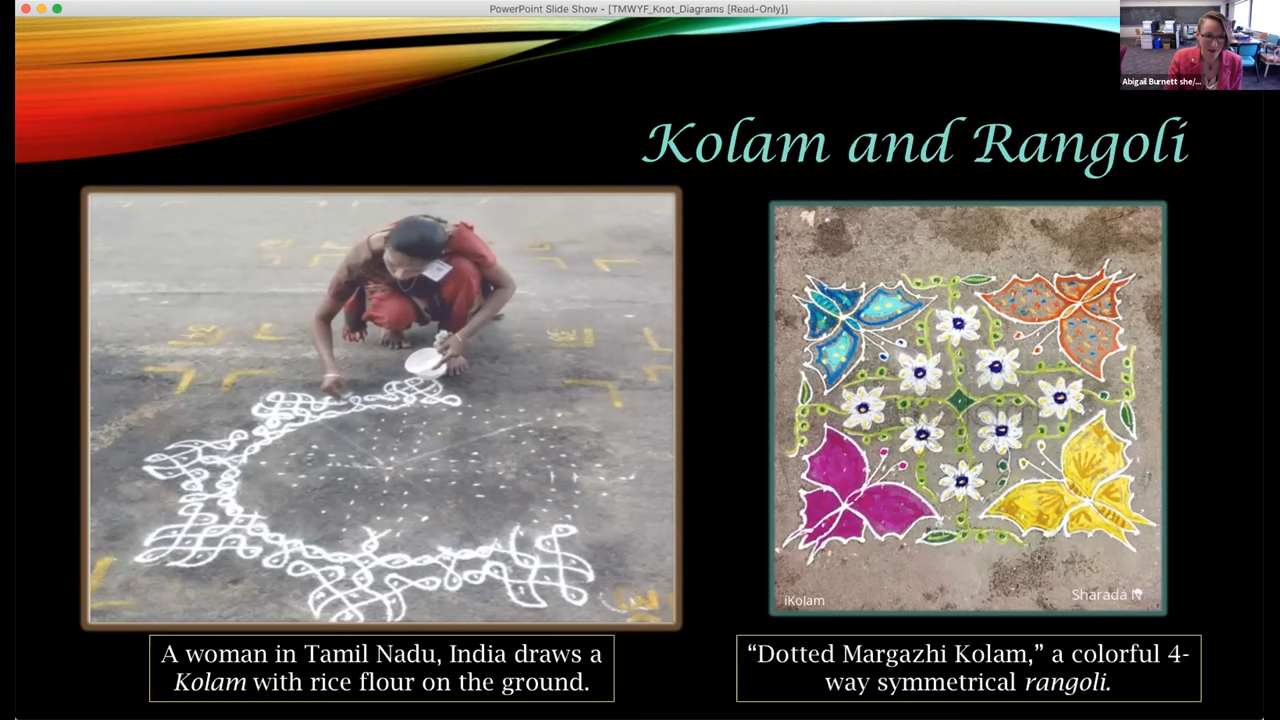 PowerPoint Slide Show - [TMWYF_Knot_Diagrams [Read-Only]]
Abigail Burnett she/...
Kolam and Rangoli
iKolam
Sharada N
A woman in Tamil Nadu, India draws a
Kolam with rice flour on the ground.
“Dotted Margazhi Kolam,” a colorful 4-
way symmetrical rangoli.